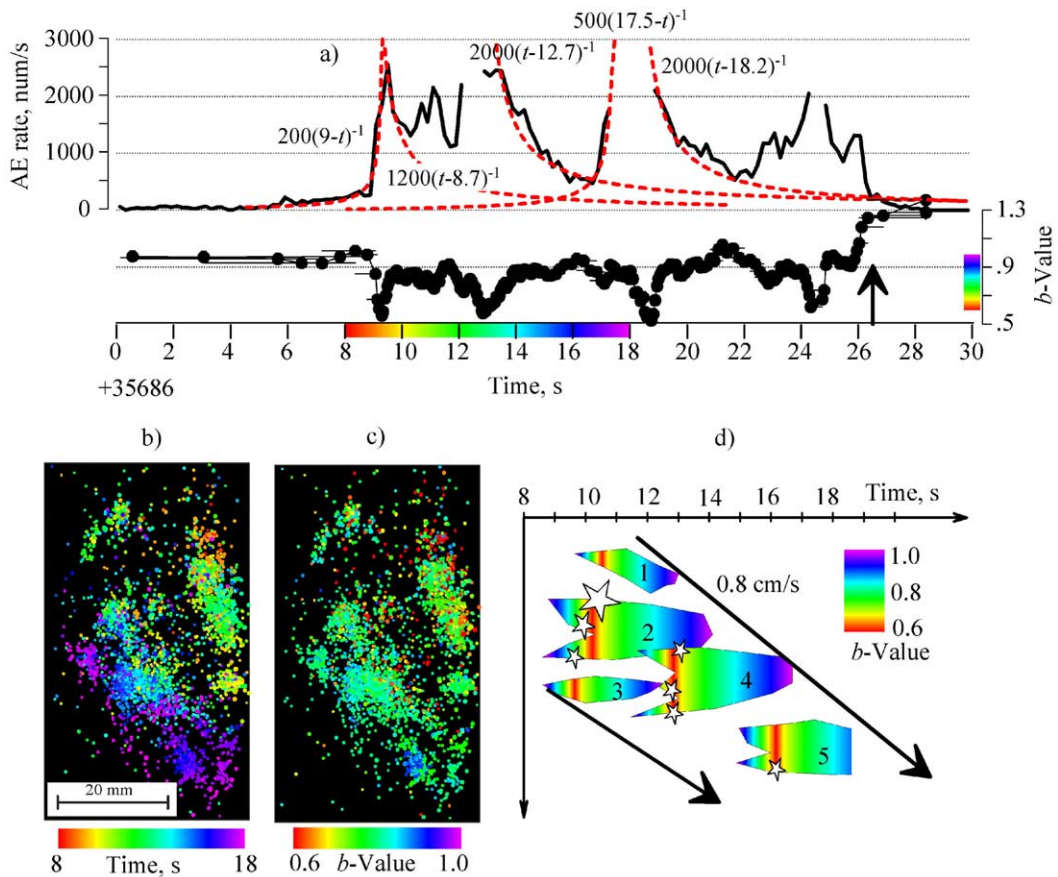 500(17.5-t)⁻¹
3000
a)
2000(t-12.7)⁻¹
2000(t-18.2)⁻¹
AE rate, num/s
2000
200(9-t)⁻¹
1000
1200(t-8.7)⁻¹
0
1.3
.9
.5
b-Value
0 2 4 6 8 10 12 14 16 18 20 22 24 26 28 30
+35686
Time, s
b)
c)
d)
8 10 12 14 16 18 Time, s
1
0.8 cm/s
1.0
0.8
0.6
b-Value
2
3
4
5
20 mm
8 Time, s 18
0.6 b-Value 1.0